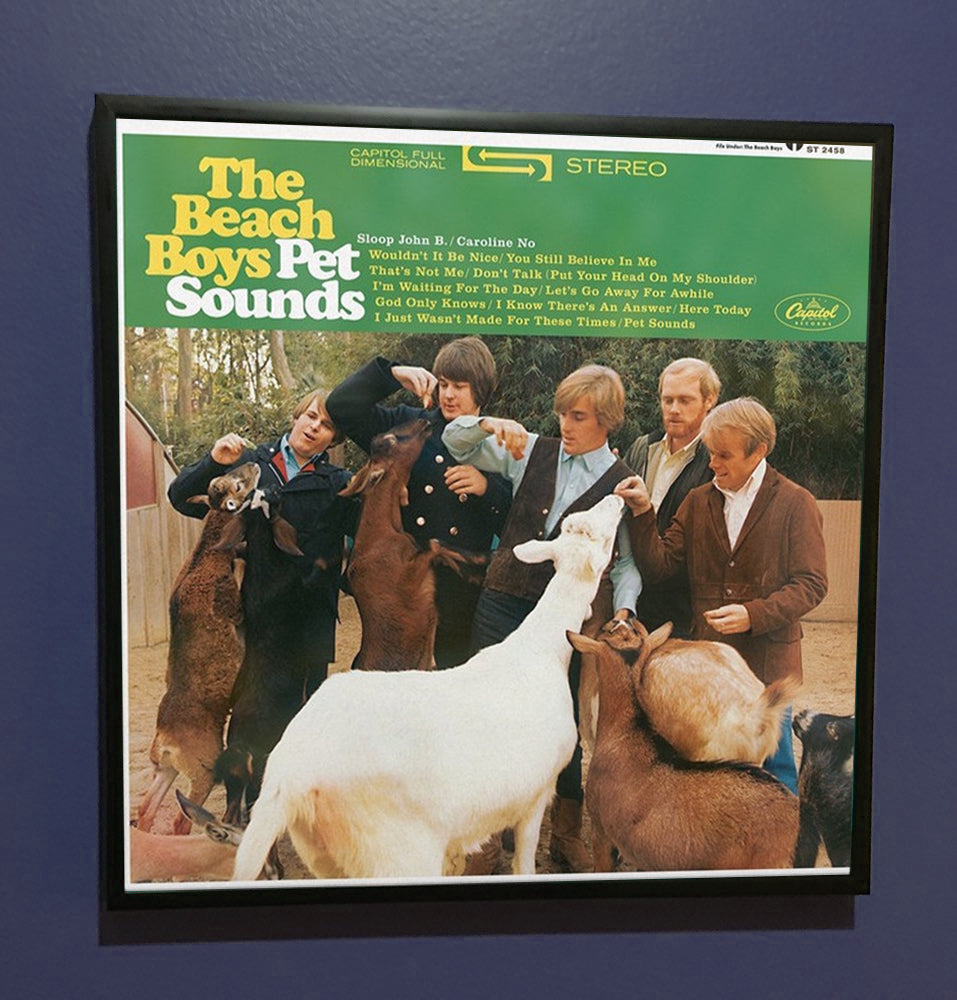 File Under: The Beach Boys ST 2458
CAPITOL FULL
DIMENSIONAL
STEREO
The
Beach
Boys Pet
Sounds
Sloop John B./Caroline No
Wouldn't It Be Nice/You Still Believe In Me
That's Not Me/Don't Talk (Put Your Head On My Shoulder)
I'm Waiting For The Day/Let's Go Away For Awhile
God Only Knows/I Know There's An Answer/Here Today
I Just Wasn't Made For These Times/Pet Sounds
Capitol
RECORDS